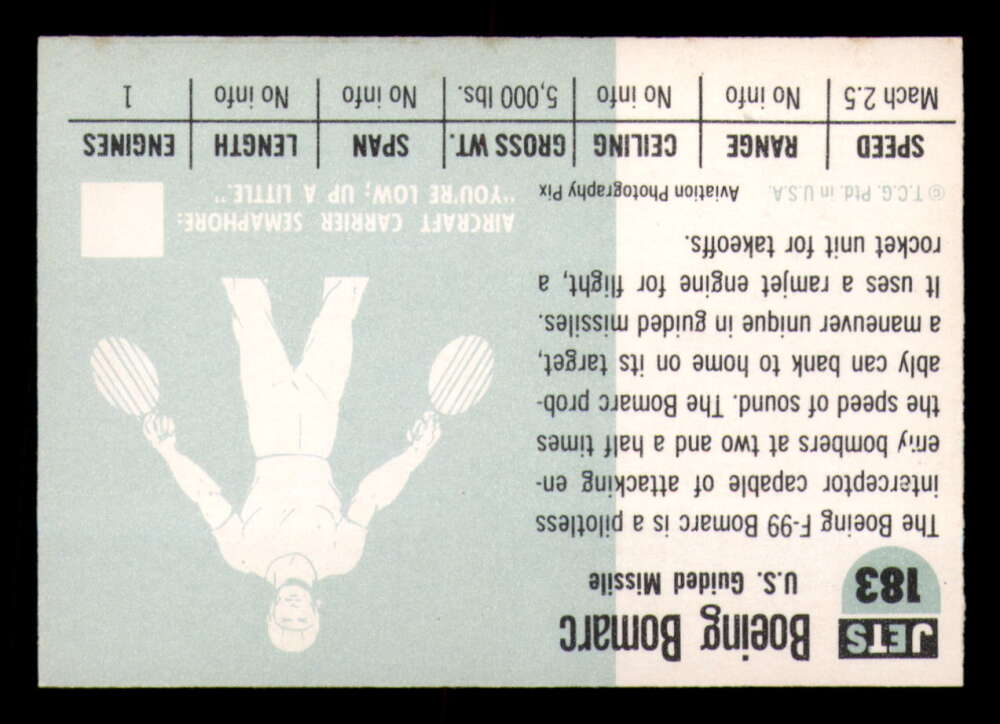 JETS
183
Boeing Bomarc
U.S. Guided Missile
The Boeing F-99 Bomarc is a pilotless
interceptor capable of attacking en-
emy bombers at two and a half times
the speed of sound. The Bomarc prob-
ably can bank to home on its target,
a maneuver unique in guided missiles.
It uses a ramjet engine for flight, a
rocket unit for takeoffs.
© T.C.G. Ptd. in U.S.A. Aviation Photography Pix
AIRCRAFT CARRIER SEMAPHORE:
"YOU'RE LOW; UP A LITTLE."
SPEED RANGE CEILING GROSS WT. SPAN LENGTH ENGINES
Mach 2.5 No info No info 5,000 lbs. No info No info 1